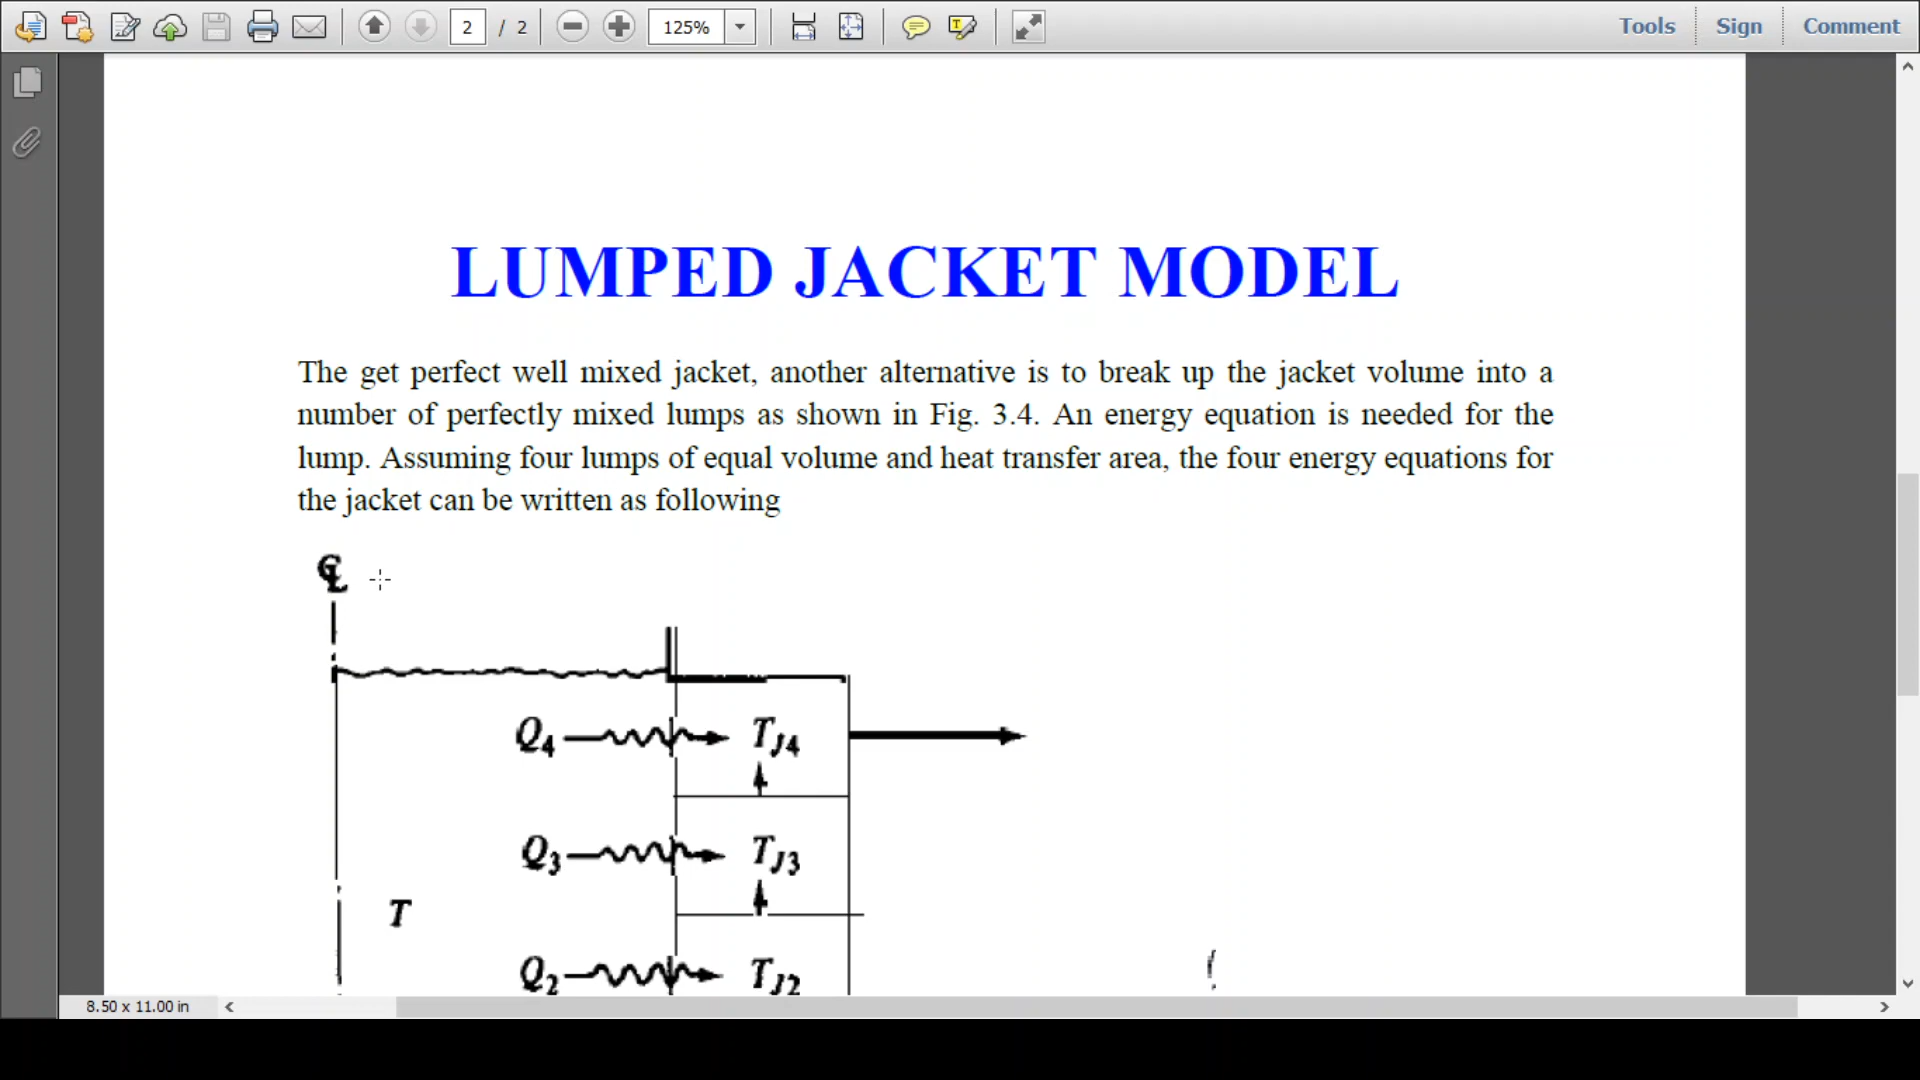 2 / 2
125%
Tools
Sign
Comment
LUMPED JACKET MODEL
The get perfect well mixed jacket, another alternative is to break up the jacket volume into a
number of perfectly mixed lumps as shown in Fig. 3.4. An energy equation is needed for the
lump. Assuming four lumps of equal volume and heat transfer area, the four energy equations for
the jacket can be written as following
℄
Q4 TJ4
Q3 TJ3
T
Q2 TJ2
8.50 x 11.00 in